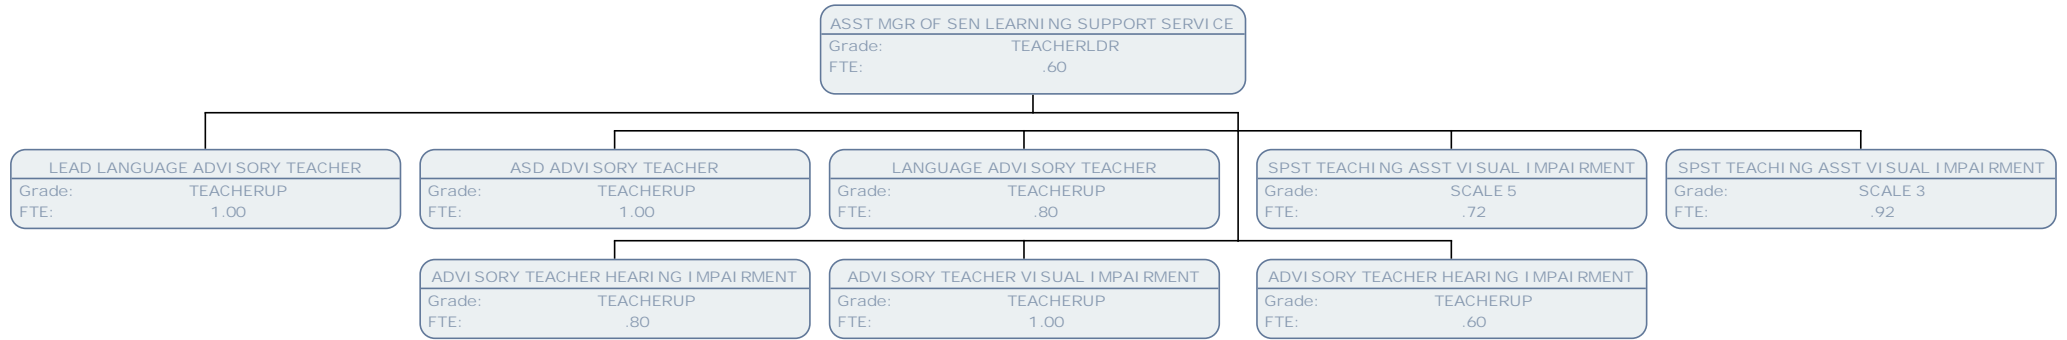 ASST MGR OF SEN LEARNING SUPPORT SERVICE
Grade: TEACHERLDR
FTE: .60
LEAD LANGUAGE ADVISORY TEACHER
Grade: TEACHERUP
FTE: 1.00
ASD ADVISORY TEACHER
Grade: TEACHERUP
FTE: 1.00
LANGUAGE ADVISORY TEACHER
Grade: TEACHERUP
FTE: .80
SPST TEACHING ASST VISUAL IMPAIRMENT
Grade: SCALE 5
FTE: .72
SPST TEACHING ASST VISUAL IMPAIRMENT
Grade: SCALE 3
FTE: .92
ADVISORY TEACHER HEARING IMPAIRMENT
Grade: TEACHERUP
FTE: .80
ADVISORY TEACHER VISUAL IMPAIRMENT
Grade: TEACHERUP
FTE: 1.00
ADVISORY TEACHER HEARING IMPAIRMENT
Grade: TEACHERUP
FTE: .60